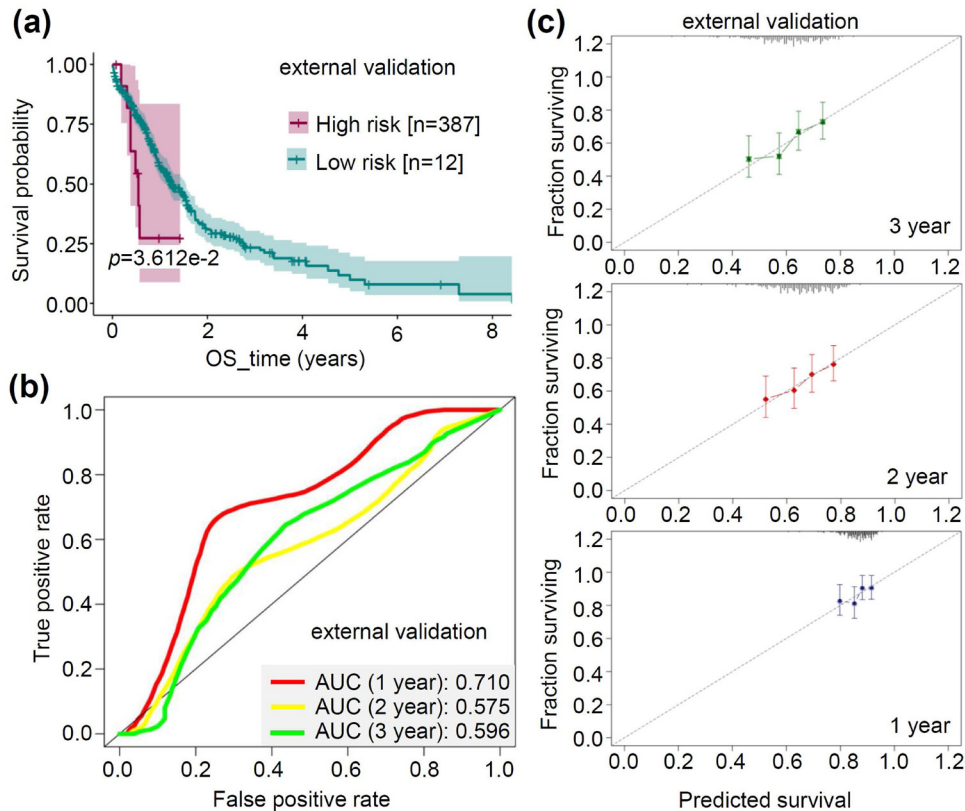 (a)
1.00
0.75
0.50
0.25
0.00
Survival probability
external validation
High risk [n=387]
Low risk [n=12]
p=3.612e-2
0 2 4 6 8
OS_time (years)
(b)
1.0
0.8
0.6
0.4
0.2
0.0
True positive rate
external validation
AUC (1 year): 0.710
AUC (2 year): 0.575
AUC (3 year): 0.596
0.0 0.2 0.4 0.6 0.8 1.0
False positive rate
(c)
external validation
1.2
1.0
0.8
0.6
0.4
0.2
0.0
Fraction surviving
3 year
0.0 0.2 0.4 0.6 0.8 1.0 1.2
1.2
1.0
0.8
0.6
0.4
0.2
0.0
Fraction surviving
2 year
0.0 0.2 0.4 0.6 0.8 1.0 1.2
1.2
1.0
0.8
0.6
0.4
0.2
0.0
Fraction surviving
1 year
0.0 0.2 0.4 0.6 0.8 1.0 1.2
Predicted survival